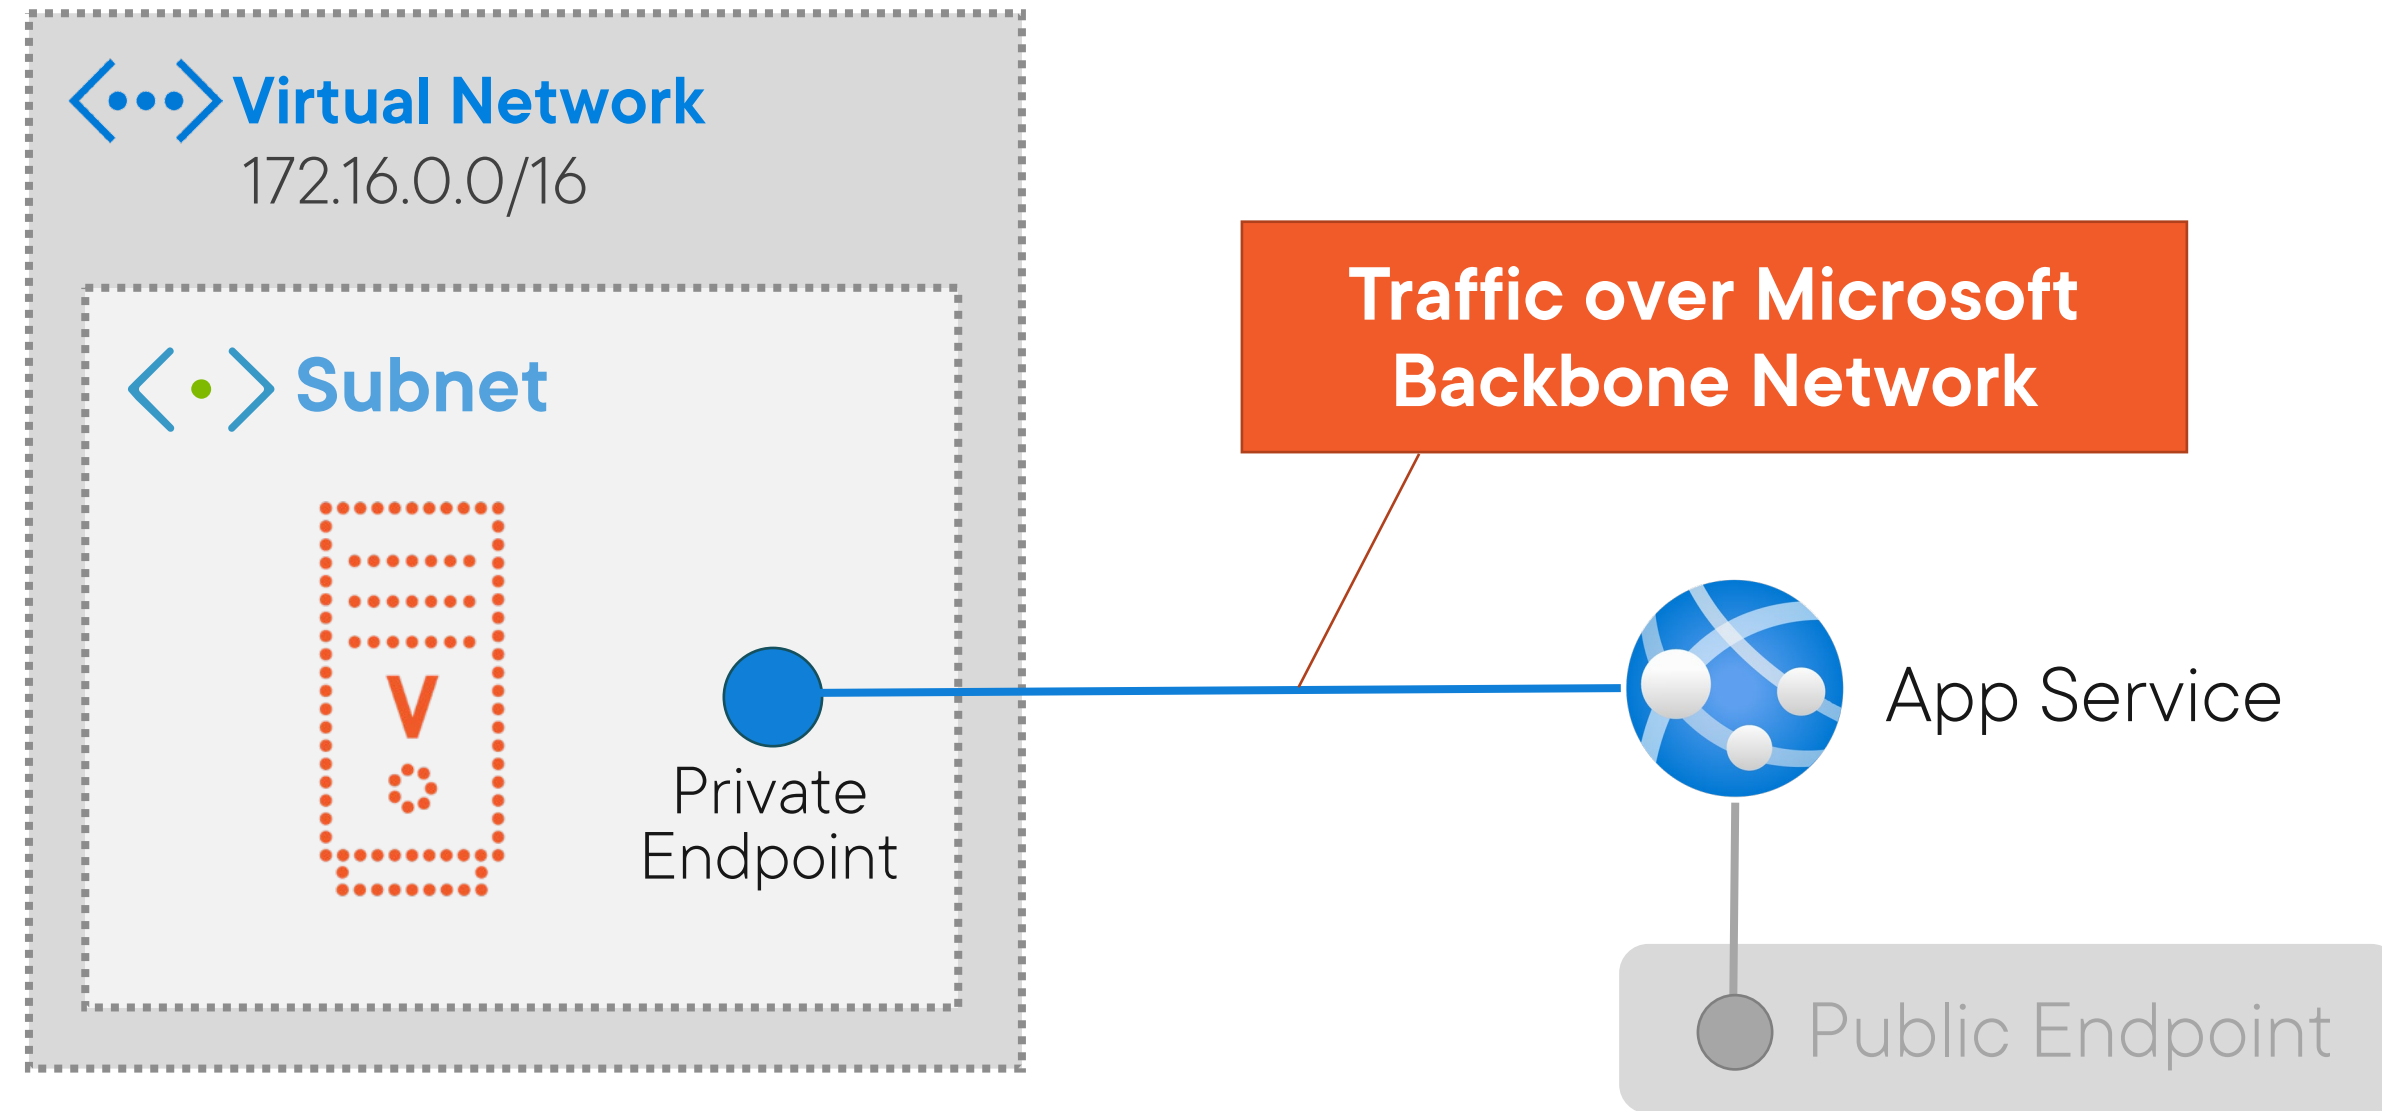 Virtual Network
172.16.0.0/16
Traffic over Microsoft
Backbone Network
Subnet
V
Private
Endpoint
App Service
Public Endpoint